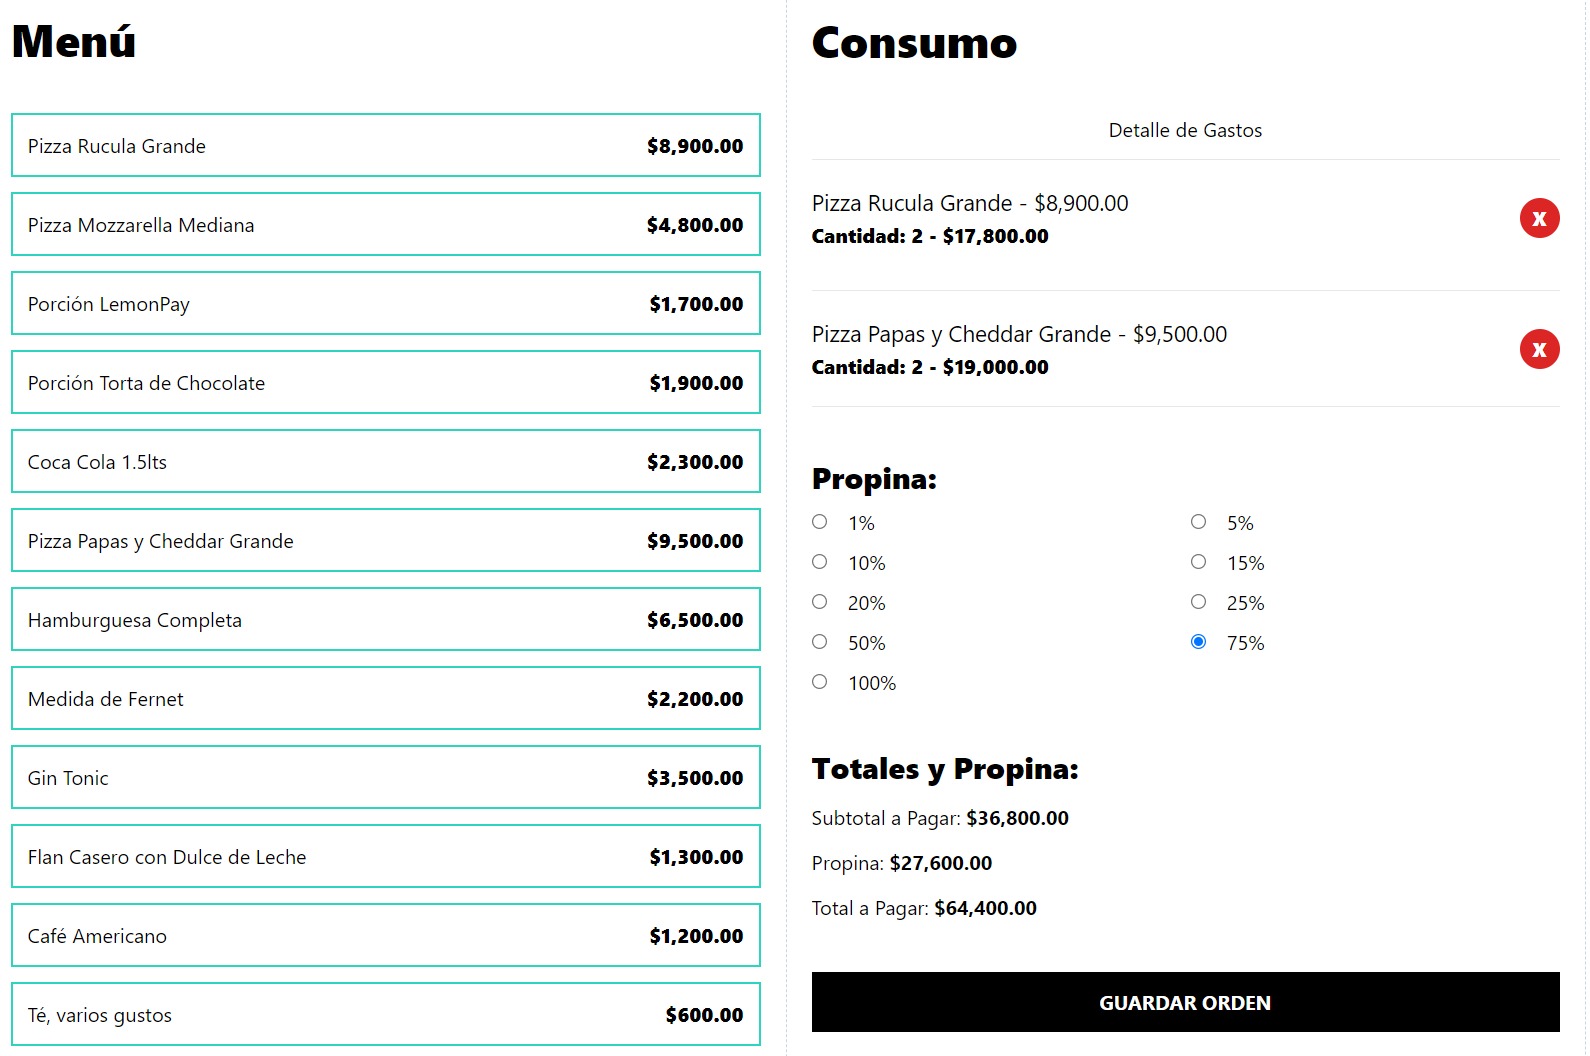 Menú
Pizza Rucula Grande $8,900.00
Pizza Mozzarella Mediana $4,800.00
Porción LemonPay $1,700.00
Porción Torta de Chocolate $1,900.00
Coca Cola 1.5lts $2,300.00
Pizza Papas y Cheddar Grande $9,500.00
Hamburguesa Completa $6,500.00
Medida de Fernet $2,200.00
Gin Tonic $3,500.00
Flan Casero con Dulce de Leche $1,300.00
Café Americano $1,200.00
Té, varios gustos $600.00
Consumo
Detalle de Gastos
Pizza Rucula Grande - $8,900.00
Cantidad: 2 - $17,800.00
X
Pizza Papas y Cheddar Grande - $9,500.00
Cantidad: 2 - $19,000.00
X
Propina:
1% 5%
10% 15%
20% 25%
50% 75%
100%
Totales y Propina:
Subtotal a Pagar: $36,800.00
Propina: $27,600.00
Total a Pagar: $64,400.00
GUARDAR ORDEN